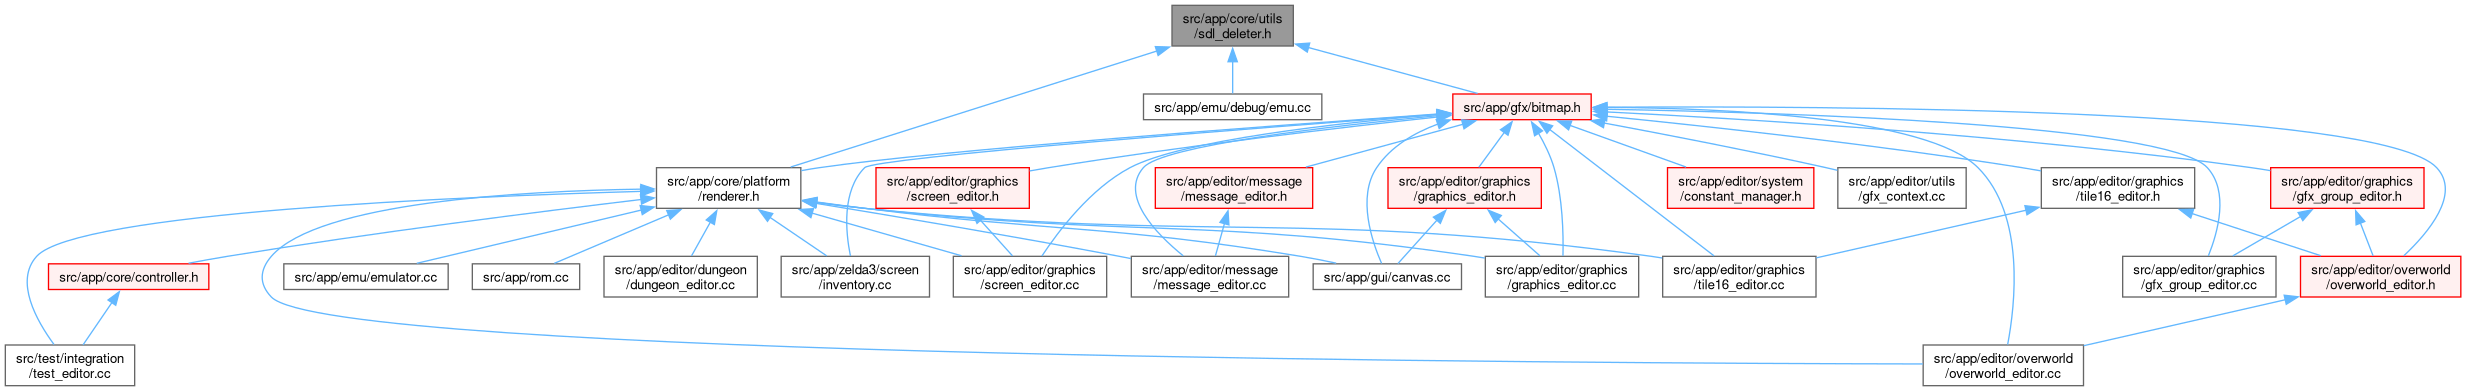 src/app/core/utils
/sdl_deleter.h
src/app/emu/debug/emu.cc
src/app/gfx/bitmap.h
src/app/core/platform
/renderer.h
src/app/editor/graphics
/screen_editor.h
src/app/editor/message
/message_editor.h
src/app/editor/graphics
/graphics_editor.h
src/app/editor/system
/constant_manager.h
src/app/editor/utils
/gfx_context.cc
src/app/editor/graphics
/tile16_editor.h
src/app/editor/graphics
/gfx_group_editor.h
src/app/core/controller.h
src/app/emu/emulator.cc
src/app/rom.cc
src/app/editor/dungeon
/dungeon_editor.cc
src/app/zelda3/screen
/inventory.cc
src/app/editor/graphics
/screen_editor.cc
src/app/editor/message
/message_editor.cc
src/app/gui/canvas.cc
src/app/editor/graphics
/graphics_editor.cc
src/app/editor/graphics
/tile16_editor.cc
src/app/editor/graphics
/gfx_group_editor.cc
src/app/editor/overworld
/overworld_editor.h
src/test/integration
/test_editor.cc
src/app/editor/overworld
/overworld_editor.cc